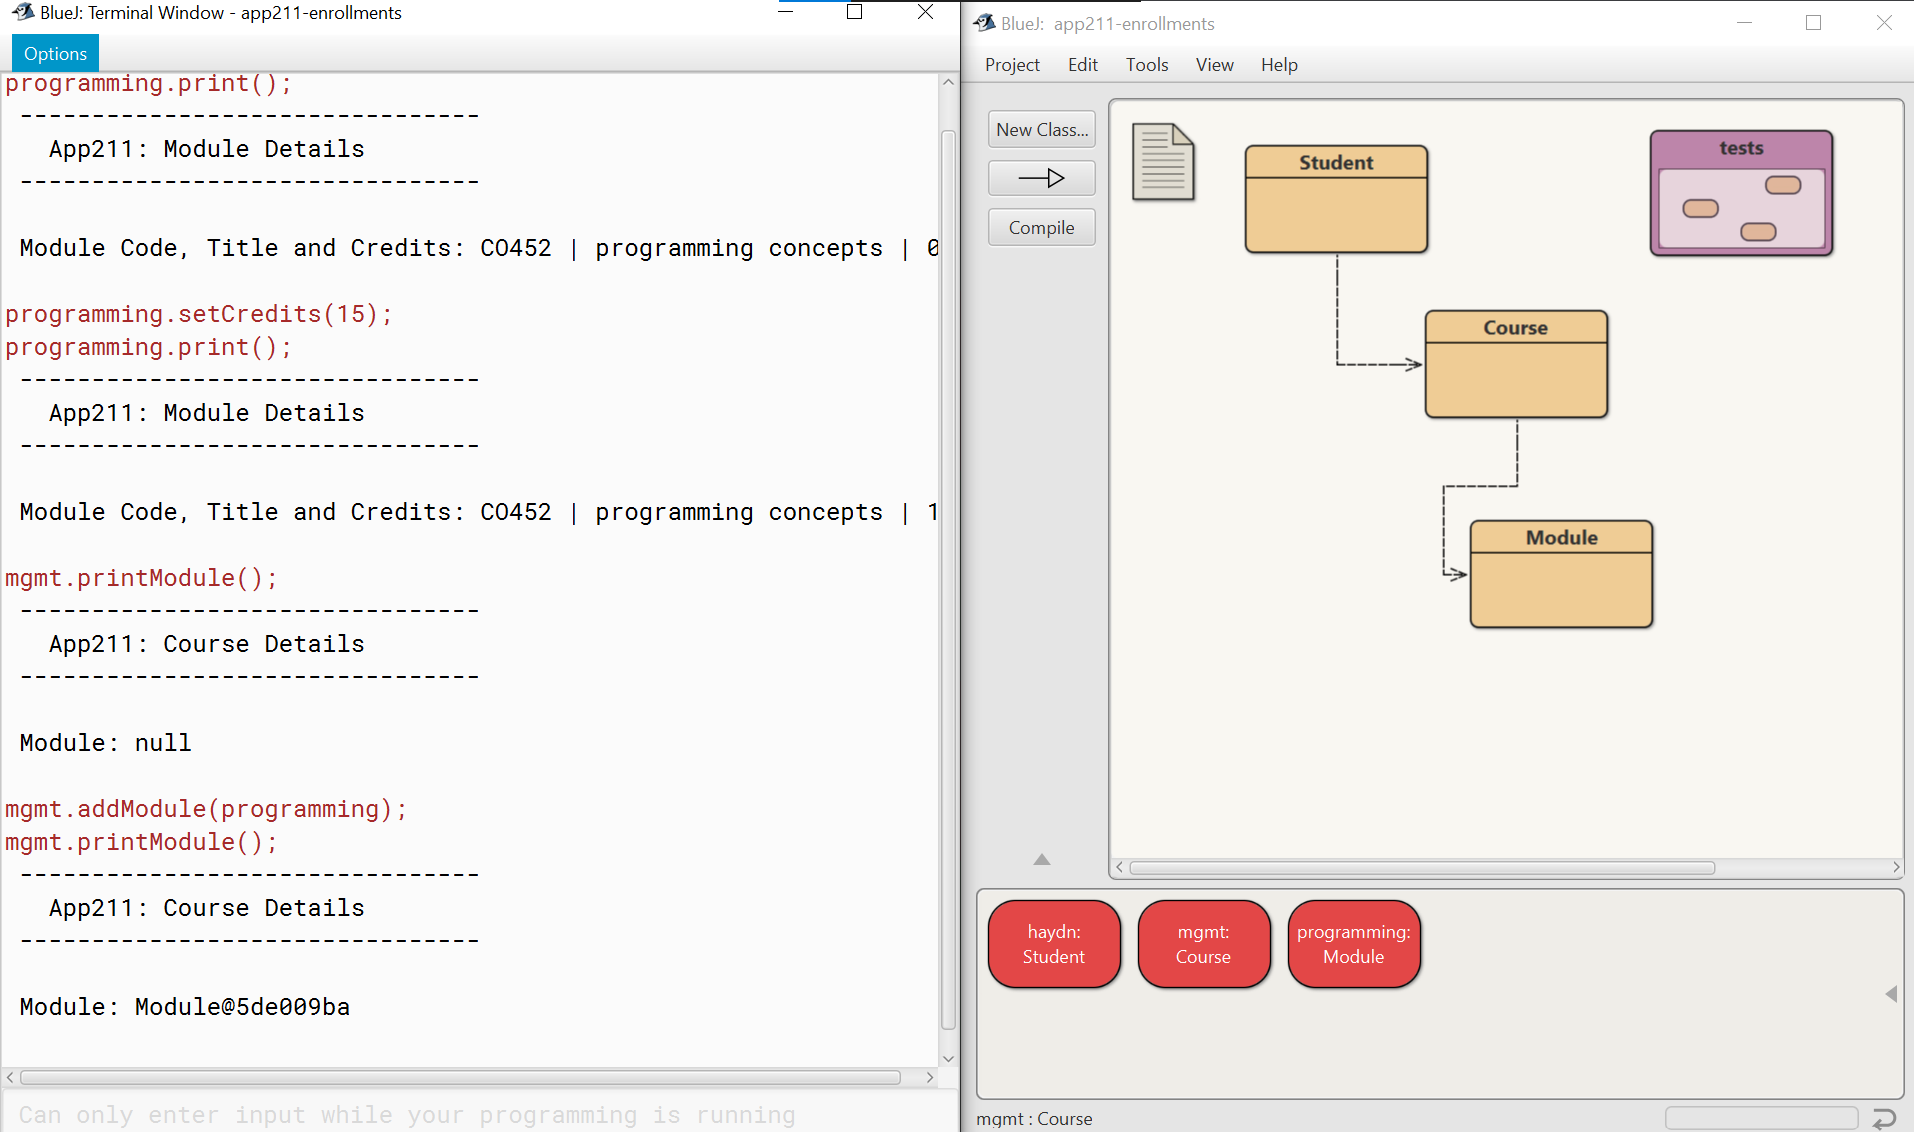 BlueJ: Terminal Window - app211-enrollments
Options
programming.print();
--------------------------------
App211: Module Details
--------------------------------
Module Code, Title and Credits: CO452 | programming concepts | 0
programming.setCredits(15);
programming.print();
--------------------------------
App211: Module Details
--------------------------------
Module Code, Title and Credits: CO452 | programming concepts | 1
mgmt.printModule();
--------------------------------
App211: Course Details
--------------------------------
Module: null
mgmt.addModule(programming);
mgmt.printModule();
--------------------------------
App211: Course Details
--------------------------------
Module: Module@5de009ba
Can only enter input while your programming is running
BlueJ: app211-enrollments
Project Edit Tools View Help
New Class...
Compile
Student
tests
Course
Module
haydn:
Student
mgmt:
Course
programming:
Module
mgmt : Course